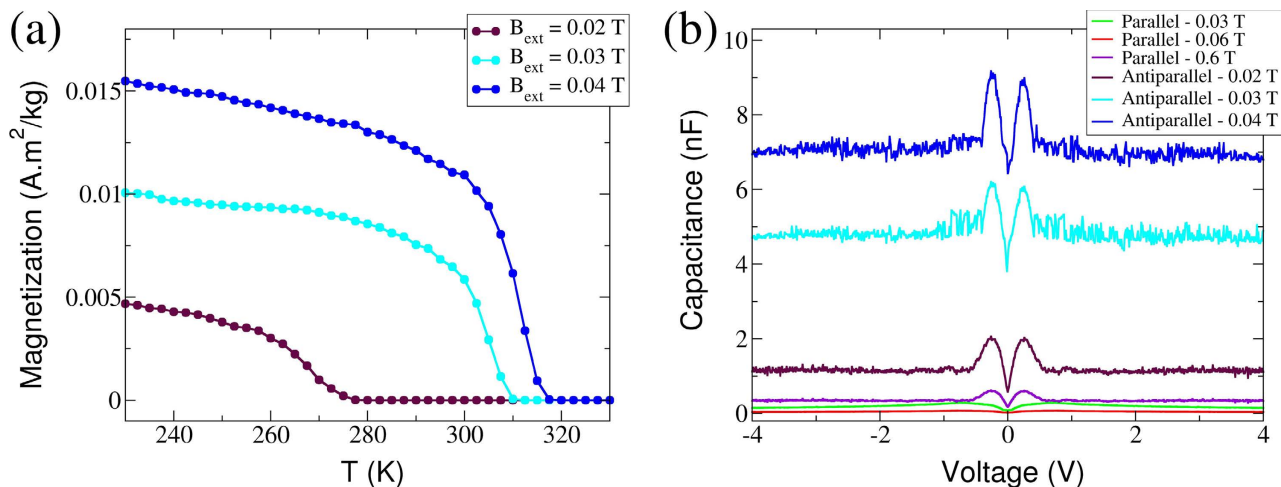 (a)
B_ext = 0.02 T
B_ext = 0.03 T
B_ext = 0.04 T
Magnetization (A.m²/kg)
0.015
0.01
0.005
0
240
260
280
300
320
T (K)
(b)
Parallel - 0.03 T
Parallel - 0.06 T
Parallel - 0.6 T
Antiparallel - 0.02 T
Antiparallel - 0.03 T
Antiparallel - 0.04 T
Capacitance (nF)
10
8
6
4
2
0
-4
-2
0
2
4
Voltage (V)